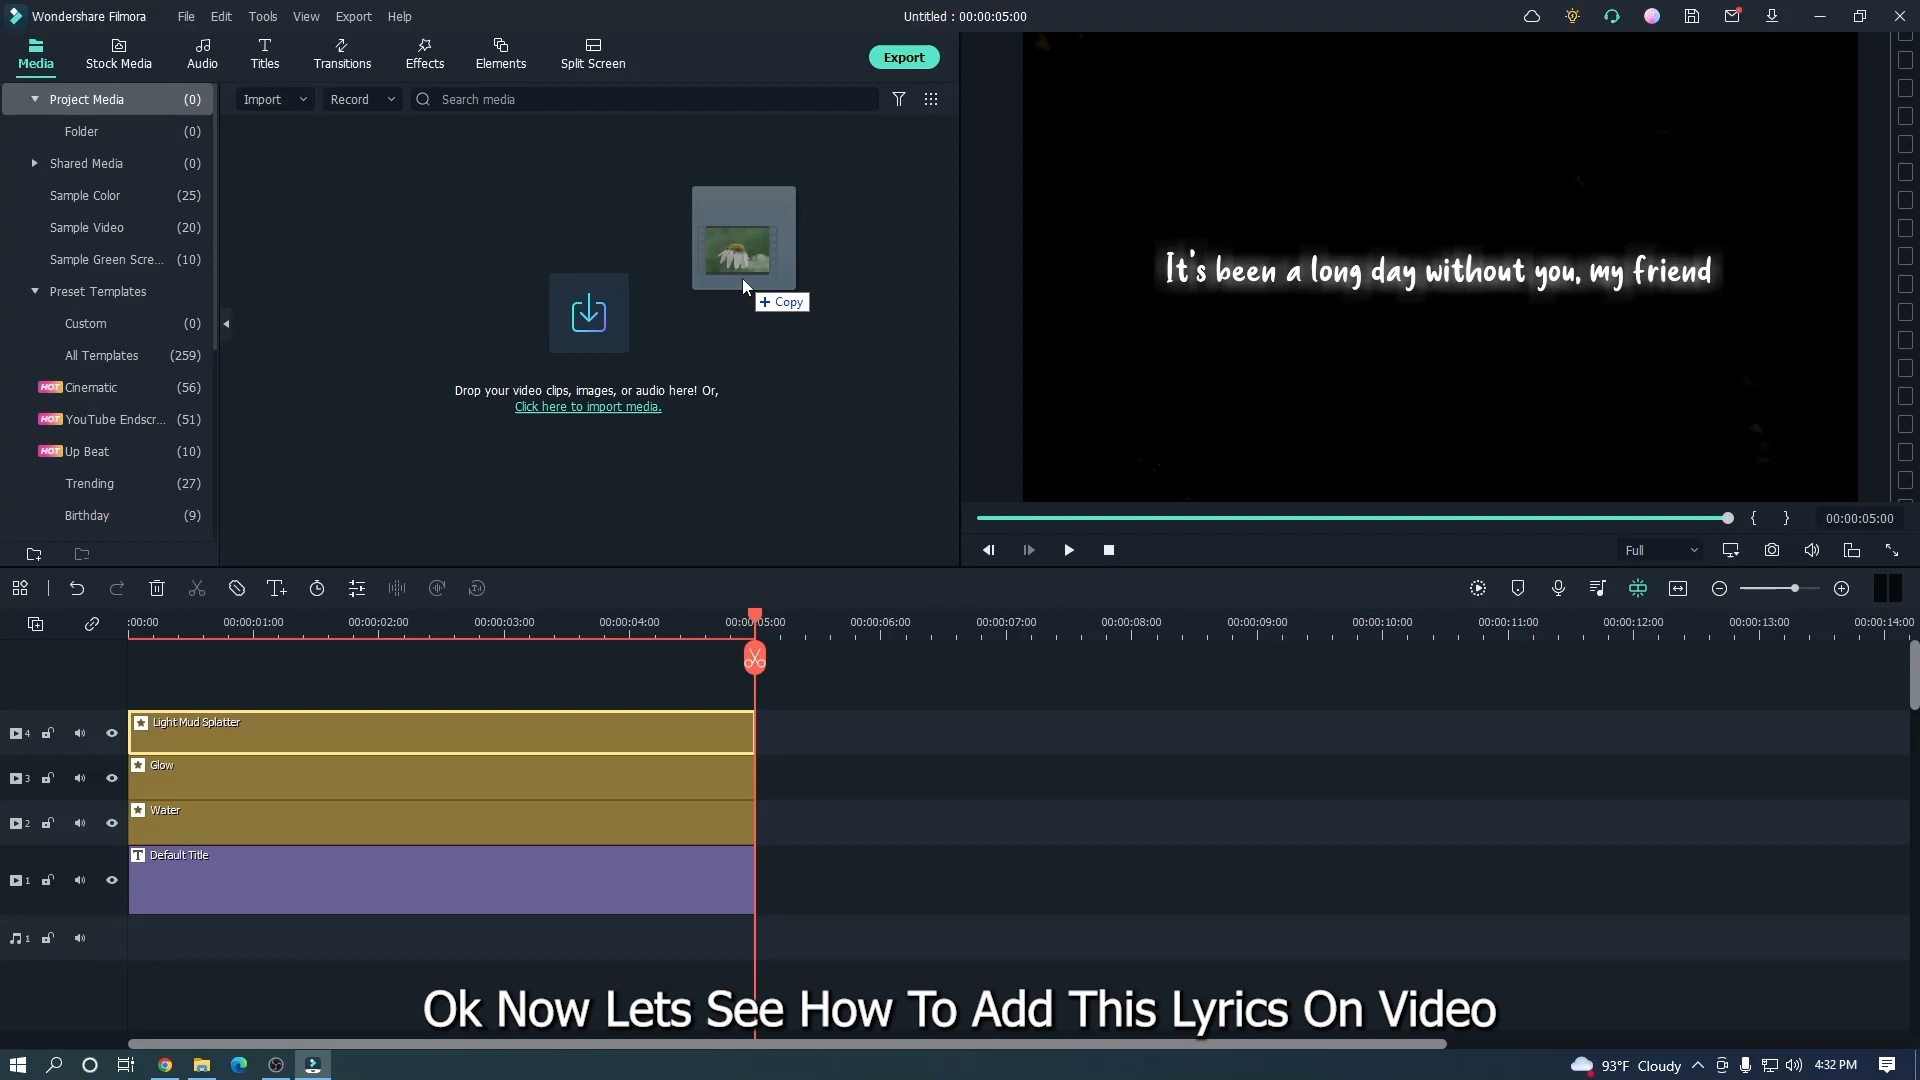 Wondershare Filmora
File Edit Tools View Export Help
Untitled : 00:00:05:00
Media
Stock Media
Audio
Titles
Transitions
Effects
Elements
Split Screen
Export
Project Media (0)
Import
Record
Search media
Folder (0)
Shared Media (0)
Sample Color (25)
Sample Video (20)
Sample Green Scre... (10)
Preset Templates
Custom (0)
All Templates (259)
HOT Cinematic (56)
HOT YouTube Endscr... (51)
HOT Up Beat (10)
Trending (27)
Birthday (9)
+ Copy
Drop your video clips, images, or audio here! Or,
Click here to import media.
It's been a long day without you, my friend
{ } 00:00:05:00
Full
:00:00 00:00:01:00 00:00:02:00 00:00:03:00 00:00:04:00 00:00:05:00 00:00:06:00 00:00:07:00 00:00:08:00 00:00:09:00 00:00:10:00 00:00:11:00 00:00:12:00 00:00:13:00 00:00:14:00
4
Light Mud Splatter
3
Glow
2
Water
1
T Default Title
1
Ok Now Lets See How To Add This Lyrics On Video
93°F Cloudy
4:32 PM